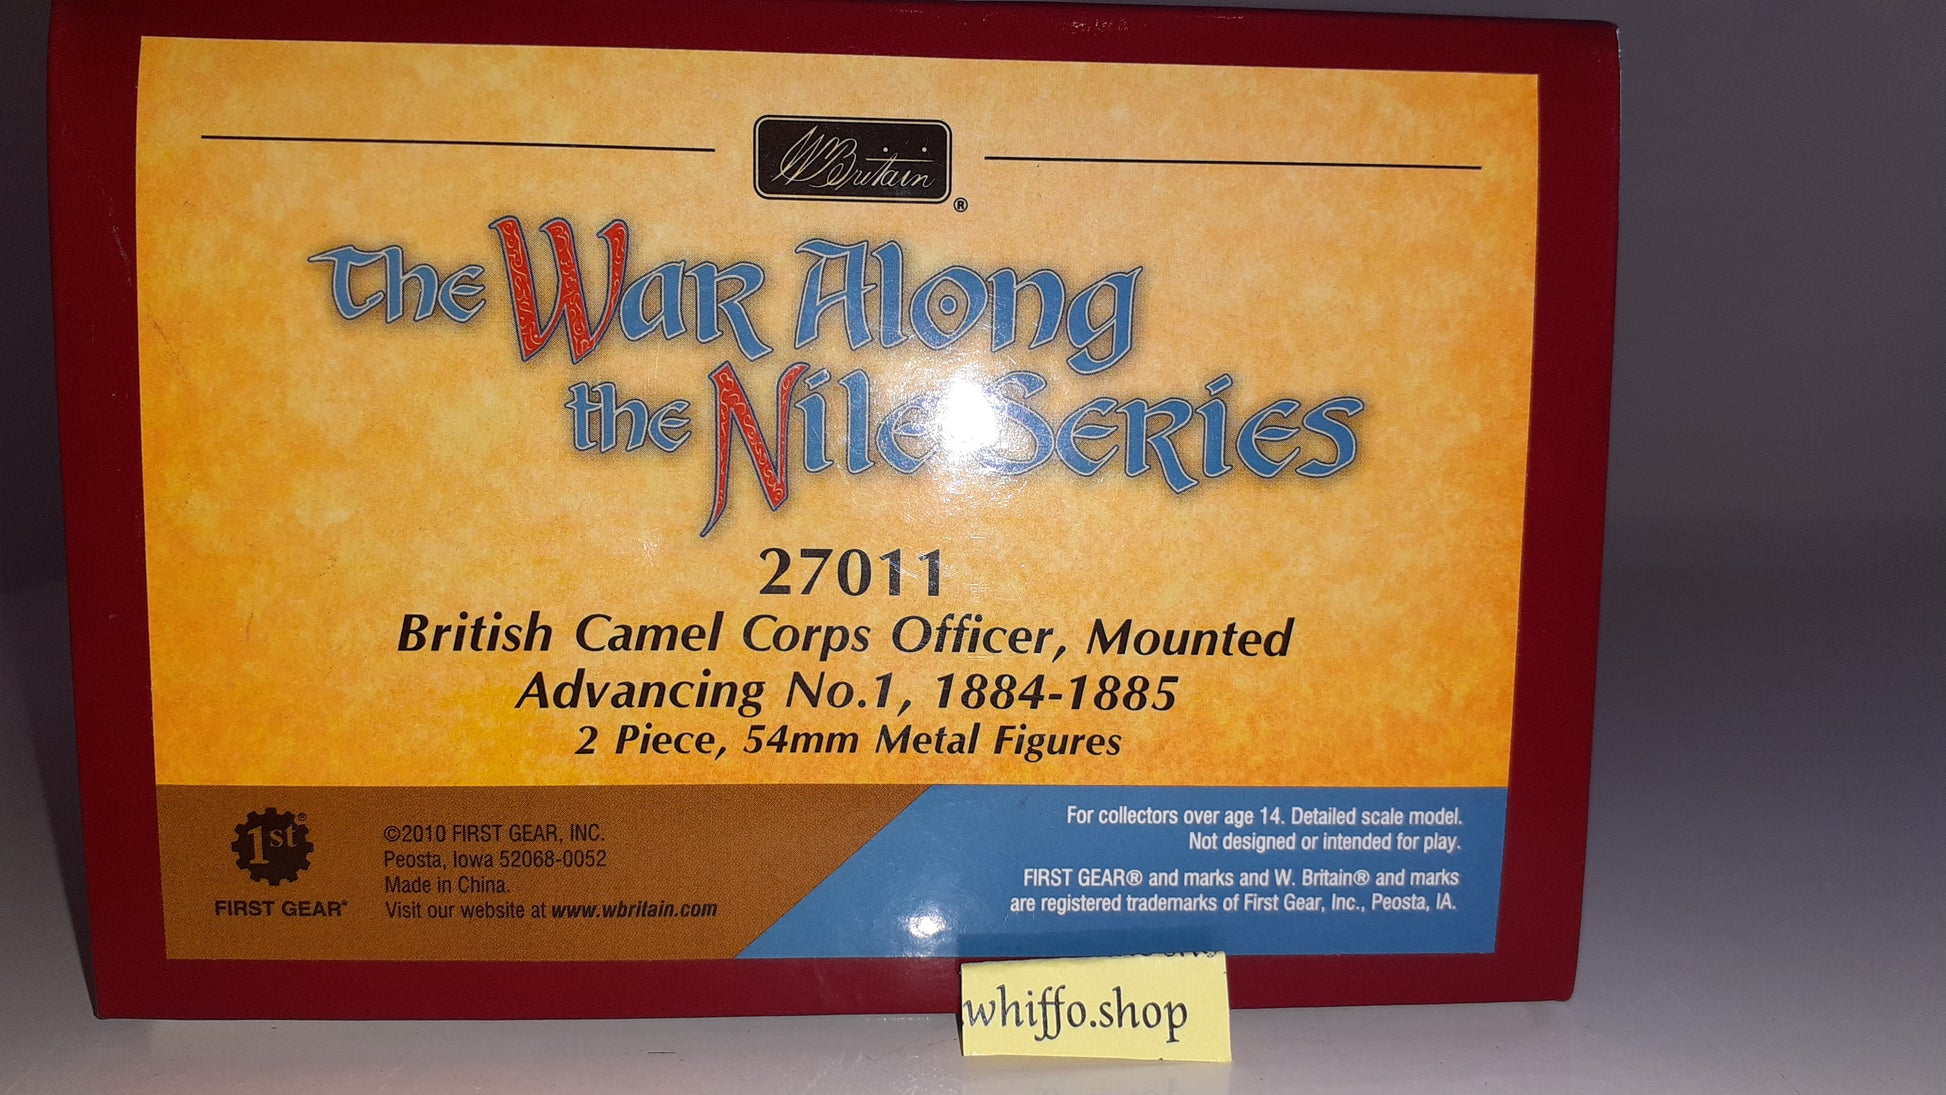 W Britain
®
The War Along
the Nile Series
27011
British Camel Corps Officer, Mounted
Advancing No.1, 1884-1885
2 Piece, 54mm Metal Figures
1st®
FIRST GEAR®
©2010 FIRST GEAR, INC.
Peosta, Iowa 52068-0052
Made in China.
Visit our website at www.wbritain.com
For collectors over age 14. Detailed scale model.
Not designed or intended for play.
FIRST GEAR® and marks and W. Britain® and marks
are registered trademarks of First Gear, Inc., Peosta, IA.
.whiffo.shop